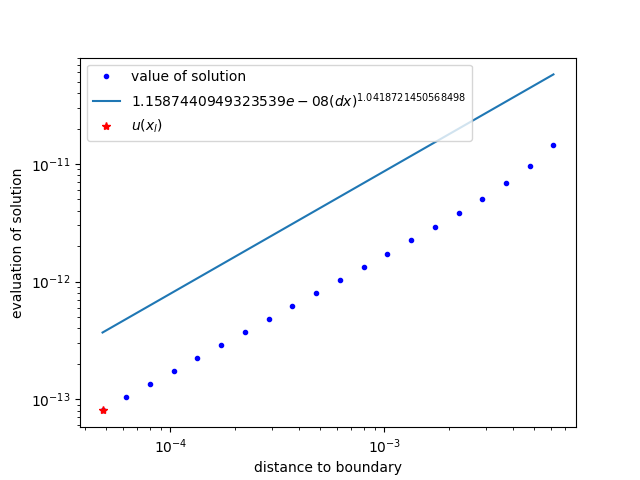 value of solution
1.1587440949323539e − 08(dx)^1.0418721450568498
u(x_l)
10^−11
10^−12
10^−13
evaluation of solution
10^−4 10^−3
distance to boundary